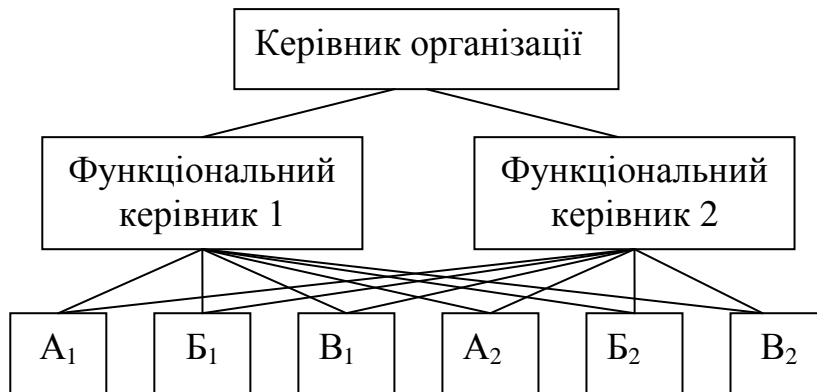 Керівник організації
Функціональний
керівник 1
Функціональний
керівник 2
А₁
Б₁
В₁
А₂
Б₂
В₂